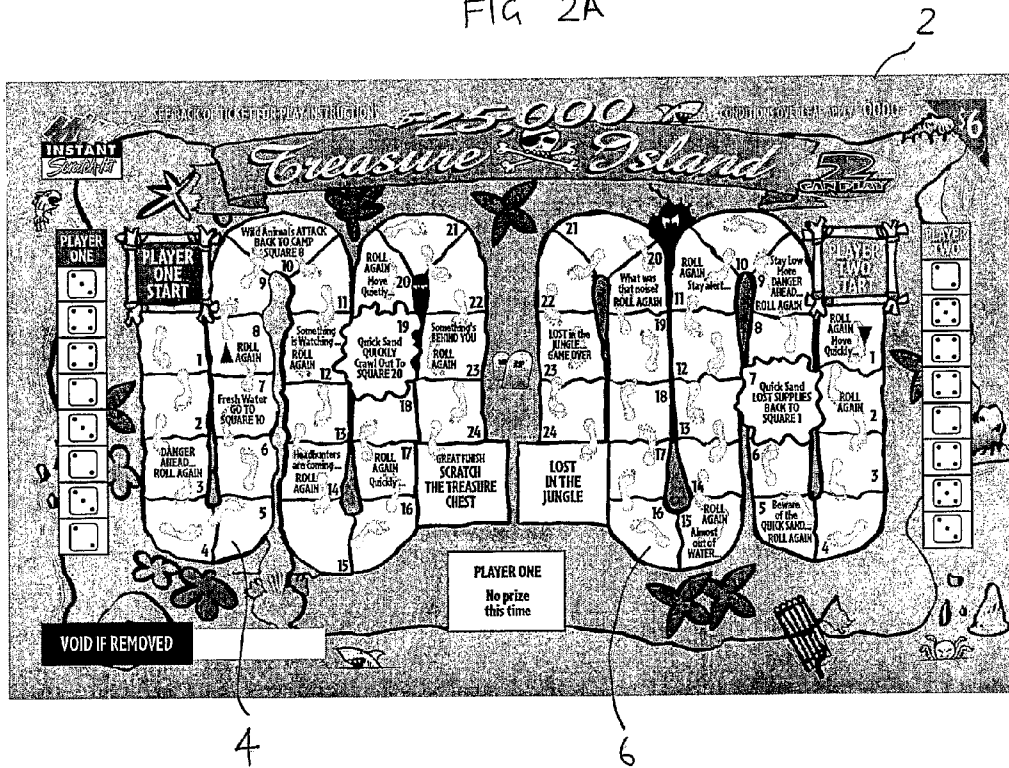 FIG 2A
2
SEE BACK OF TICKET FOR PLAY INSTRUCTIONS
$25,000
CONDITIONS OVERLEAF APPLY
0000
$6
INSTANT
Scratch-Its
Treasure Island
2
CAN PLAY
PLAYER
ONE
PLAYER
ONE
START
1
2
DANGER
AHEAD...
ROLL AGAIN
3
4
5
6
7
Fresh Water
GO TO
SQUARE 10
8
ROLL
AGAIN
9
Wild Animals ATTACK
BACK TO CAMP
SQUARE 8
10
11
Something
is Watching...
ROLL
AGAIN
12
13
Headhunters
are coming...
ROLL
AGAIN
14
15
16
ROLL
AGAIN
Quickly...
17
18
19
Quick Sand
QUICKLY
Crawl Out To
SQUARE 20
ROLL
AGAIN
Move
Quietly...
20
21
22
Something's
BEHIND YOU
ROLL
AGAIN
23
24
GREAT FINISH
SCRATCH
THE TREASURE
CHEST
RIP
PLAYER
TWO
PLAYER
TWO
START
ROLL
AGAIN
Move
Quickly...
1
ROLL
AGAIN
2
3
4
5
Beware
of the
QUICK SAND...
ROLL AGAIN
6
7
Quick Sand
LOST SUPPLIES
BACK TO
SQUARE 1
8
9
Stay Low
More
DANGER
AHEAD...
ROLL AGAIN
10
ROLL
AGAIN
Stay alert...
11
12
13
14
ROLL
AGAIN
15
Almost
out of
WATER...
16
17
18
19
20
What was
that noise?
ROLL AGAIN
21
22
LOST in the
JUNGLE...
GAME OVER
23
24
LOST
IN THE
JUNGLE
PLAYER ONE
No prize
this time
VOID IF REMOVED
4
6